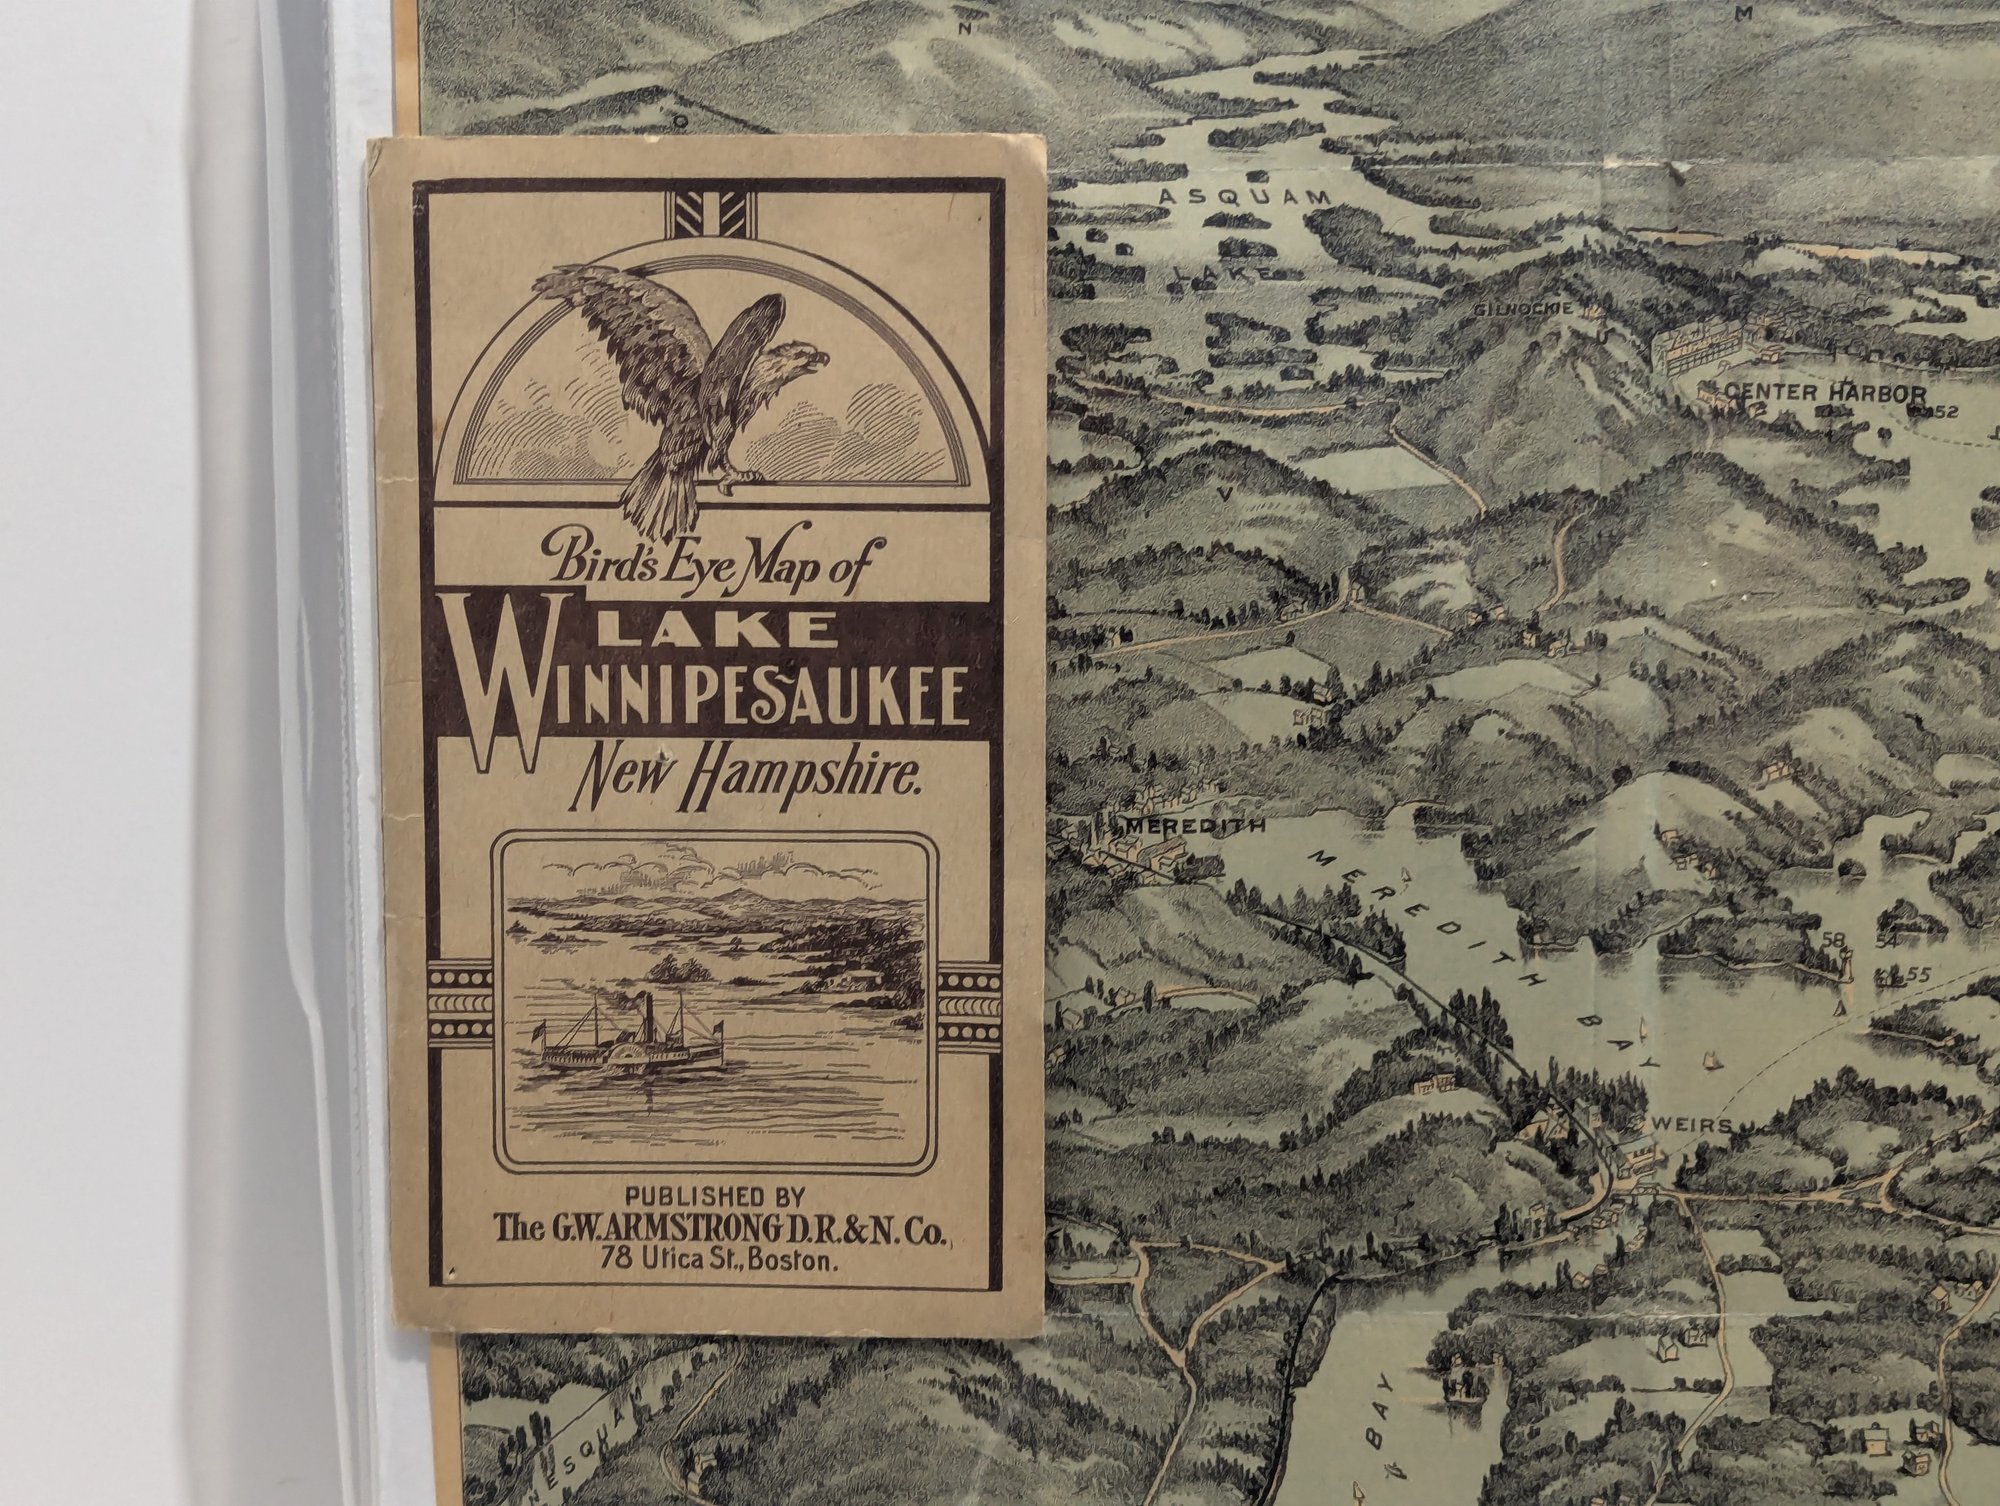 Bird's Eye Map of
LAKE
WINNIPESAUKEE
New Hampshire.
PUBLISHED BY
The G.W. ARMSTRONG D.R. & N. Co.,
78 Utica St., Boston.
N
M
O
ASQUAM
LAKE
GILNOCKIE
CENTER HARBOR
52
V
MEREDITH
MEREDITH BAY
58 54
55
WEIRS
BAY
NESQUAM